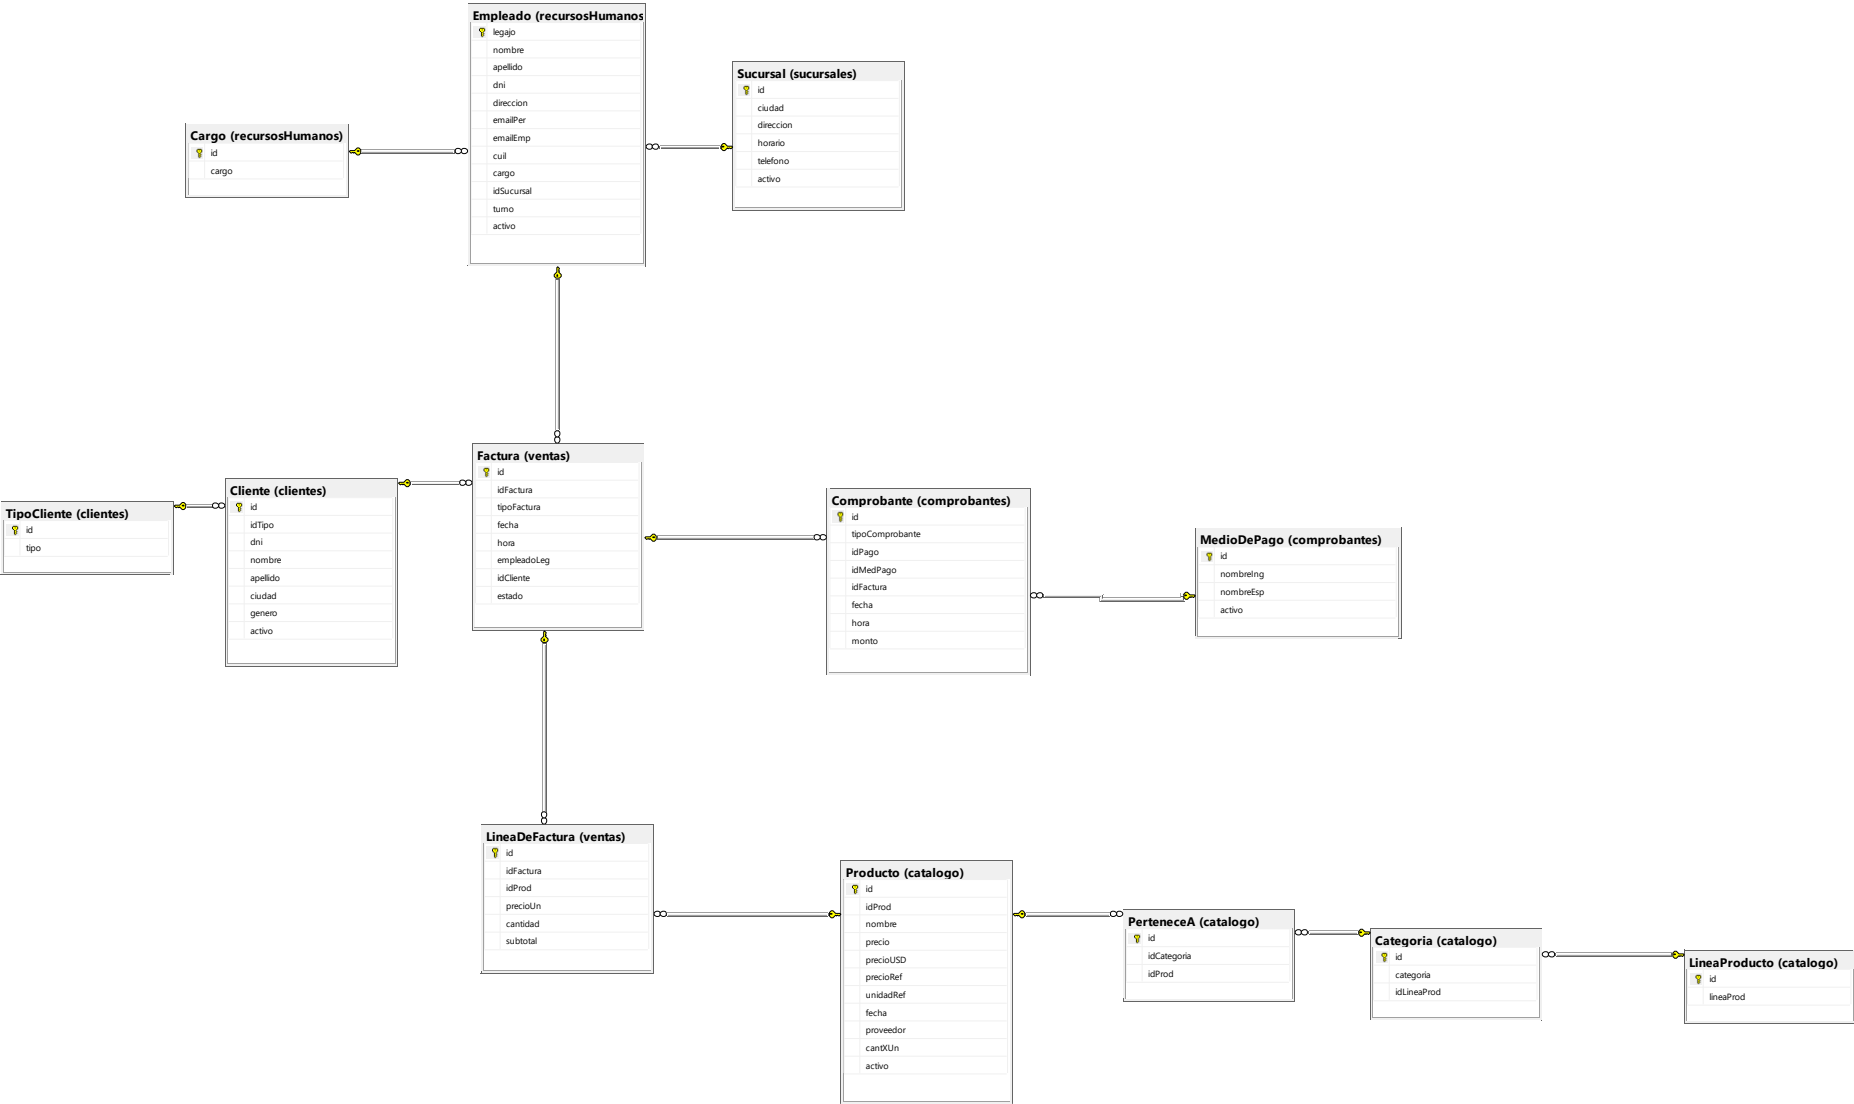 Empleado (recursosHumanos
legajo
nombre
apellido
dni
direccion
emailPer
emailEmp
cuil
cargo
idSucursal
turno
activo
Sucursal (sucursales)
id
ciudad
direccion
horario
telefono
activo
Cargo (recursosHumanos)
id
cargo
Factura (ventas)
id
idFactura
tipoFactura
fecha
hora
empleadoLeg
idCliente
estado
Cliente (clientes)
id
idTipo
dni
nombre
apellido
ciudad
genero
activo
TipoCliente (clientes)
id
tipo
Comprobante (comprobantes)
id
tipoComprobante
idPago
idMedPago
idFactura
fecha
hora
monto
MedioDePago (comprobantes)
id
nombreIng
nombreEsp
activo
LineaDeFactura (ventas)
id
idFactura
idProd
precioUn
cantidad
subtotal
Producto (catalogo)
id
idProd
nombre
precio
precioUSD
precioRef
unidadRef
fecha
proveedor
cantXUn
activo
PerteneceA (catalogo)
id
idCategoria
idProd
Categoria (catalogo)
id
categoria
idLineaProd
LineaProducto (catalogo)
id
lineaProd